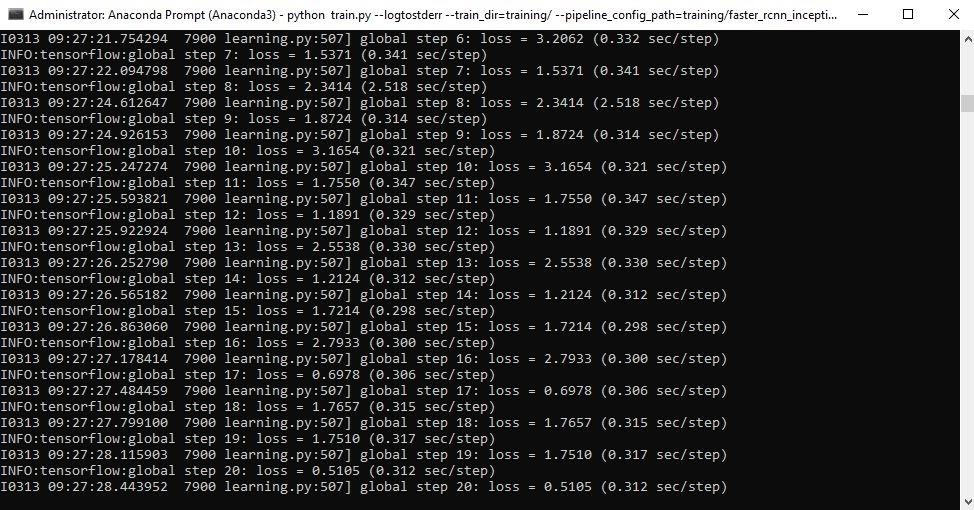 Administrator: Anaconda Prompt (Anaconda3) - python  train.py --logtostderr --train_dir=training/ --pipeline_config_path=training/faster_rcnn_incepti...
I0313 09:27:21.754294  7900 learning.py:507] global step 6: loss = 3.2062 (0.332 sec/step)
INFO:tensorflow:global step 7: loss = 1.5371 (0.341 sec/step)
I0313 09:27:22.094798  7900 learning.py:507] global step 7: loss = 1.5371 (0.341 sec/step)
INFO:tensorflow:global step 8: loss = 2.3414 (2.518 sec/step)
I0313 09:27:24.612647  7900 learning.py:507] global step 8: loss = 2.3414 (2.518 sec/step)
INFO:tensorflow:global step 9: loss = 1.8724 (0.314 sec/step)
I0313 09:27:24.926153  7900 learning.py:507] global step 9: loss = 1.8724 (0.314 sec/step)
INFO:tensorflow:global step 10: loss = 3.1654 (0.321 sec/step)
I0313 09:27:25.247274  7900 learning.py:507] global step 10: loss = 3.1654 (0.321 sec/step)
INFO:tensorflow:global step 11: loss = 1.7550 (0.347 sec/step)
I0313 09:27:25.593821  7900 learning.py:507] global step 11: loss = 1.7550 (0.347 sec/step)
INFO:tensorflow:global step 12: loss = 1.1891 (0.329 sec/step)
I0313 09:27:25.922924  7900 learning.py:507] global step 12: loss = 1.1891 (0.329 sec/step)
INFO:tensorflow:global step 13: loss = 2.5538 (0.330 sec/step)
I0313 09:27:26.252790  7900 learning.py:507] global step 13: loss = 2.5538 (0.330 sec/step)
INFO:tensorflow:global step 14: loss = 1.2124 (0.312 sec/step)
I0313 09:27:26.565182  7900 learning.py:507] global step 14: loss = 1.2124 (0.312 sec/step)
INFO:tensorflow:global step 15: loss = 1.7214 (0.298 sec/step)
I0313 09:27:26.863060  7900 learning.py:507] global step 15: loss = 1.7214 (0.298 sec/step)
INFO:tensorflow:global step 16: loss = 2.7933 (0.300 sec/step)
I0313 09:27:27.178414  7900 learning.py:507] global step 16: loss = 2.7933 (0.300 sec/step)
INFO:tensorflow:global step 17: loss = 0.6978 (0.306 sec/step)
I0313 09:27:27.484459  7900 learning.py:507] global step 17: loss = 0.6978 (0.306 sec/step)
INFO:tensorflow:global step 18: loss = 1.7657 (0.315 sec/step)
I0313 09:27:27.799100  7900 learning.py:507] global step 18: loss = 1.7657 (0.315 sec/step)
INFO:tensorflow:global step 19: loss = 1.7510 (0.317 sec/step)
I0313 09:27:28.115903  7900 learning.py:507] global step 19: loss = 1.7510 (0.317 sec/step)
INFO:tensorflow:global step 20: loss = 0.5105 (0.312 sec/step)
I0313 09:27:28.443952  7900 learning.py:507] global step 20: loss = 0.5105 (0.312 sec/step)